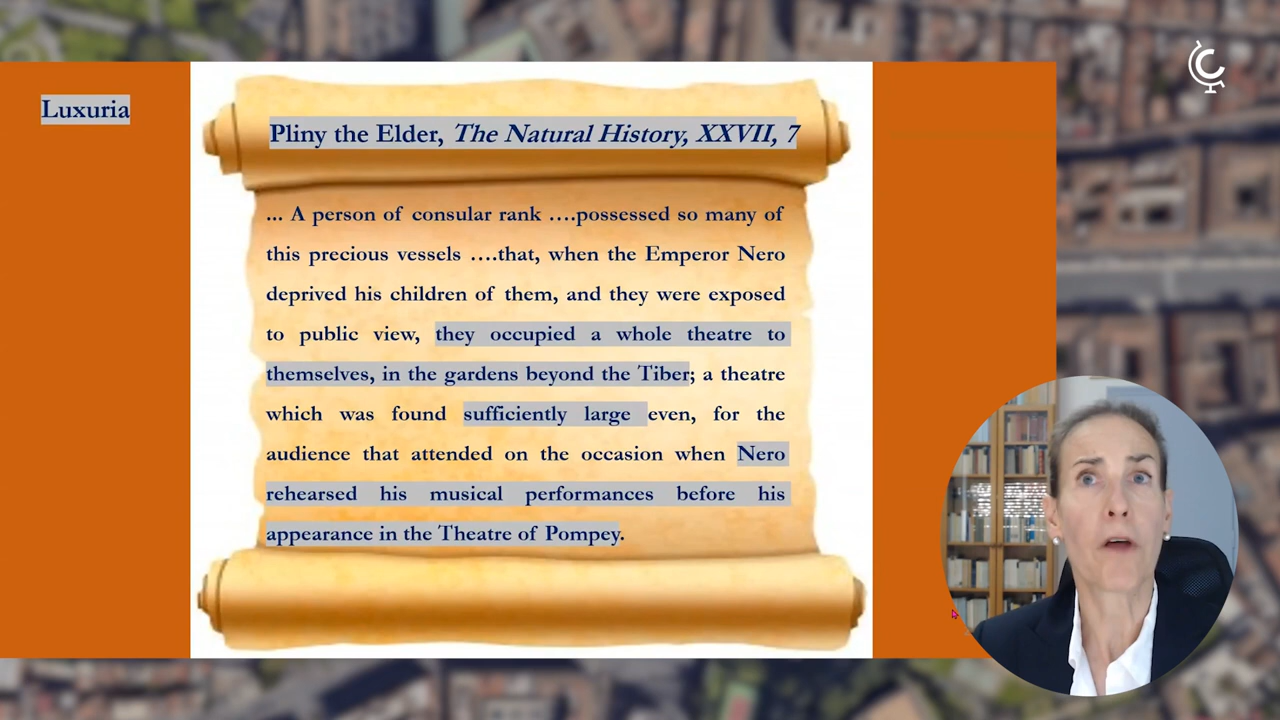 Luxuria
Pliny the Elder, The Natural History, XXVII, 7
... A person of consular rank ....possessed so many of
this precious vessels ....that, when the Emperor Nero
deprived his children of them, and they were exposed
to public view, they occupied a whole theatre to
themselves, in the gardens beyond the Tiber; a theatre
which was found sufficiently large even, for the
audience that attended on the occasion when Nero
rehearsed his musical performances before his
appearance in the Theatre of Pompey.